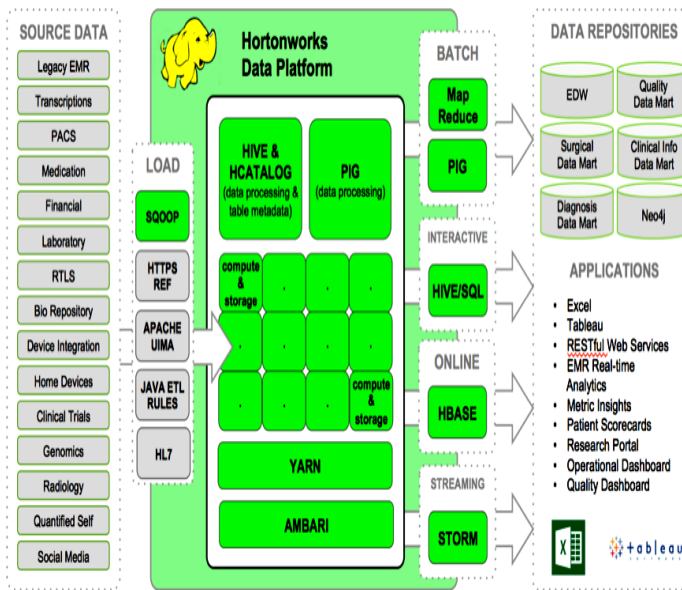 SOURCE DATA
Legacy EMR
Transcriptions
PACS
Medication
Financial
Laboratory
RTLS
Bio Repository
Device Integration
Home Devices
Clinical Trials
Genomics
Radiology
Quantified Self
Social Media
LOAD
SQOOP
HTTPS
REF
APACHE
UIMA
JAVA ETL
RULES
HL7
Hortonworks
Data Platform
HIVE &
HCATALOG
(data processing &
table metadata)
PIG
(data processing)
compute
&
storage
compute
&
storage
YARN
AMBARI
BATCH
Map
Reduce
PIG
INTERACTIVE
HIVE/SQL
ONLINE
HBASE
STREAMING
STORM
DATA REPOSITORIES
EDW
Quality
Data Mart
Surgical
Data Mart
Clinical Info
Data Mart
Diagnosis
Data Mart
Neo4j
APPLICATIONS
• Excel
• Tableau
• RESTful Web Services
• EMR Real-time
Analytics
• Metric Insights
• Patient Scorecards
• Research Portal
• Operational Dashboard
• Quality Dashboard
X
tableau